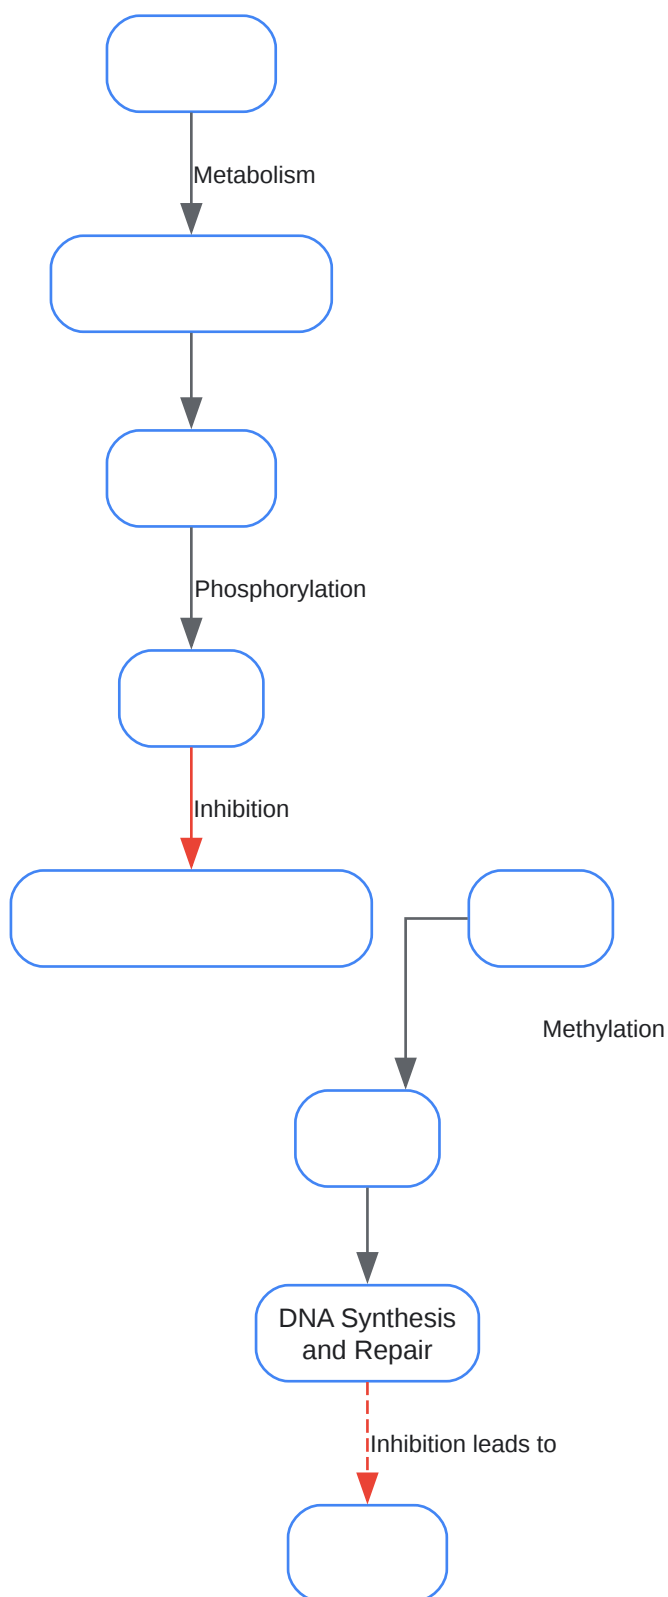 Metabolism
Phosphorylation
Inhibition
Methylation
DNA Synthesis
and Repair
Inhibition leads to